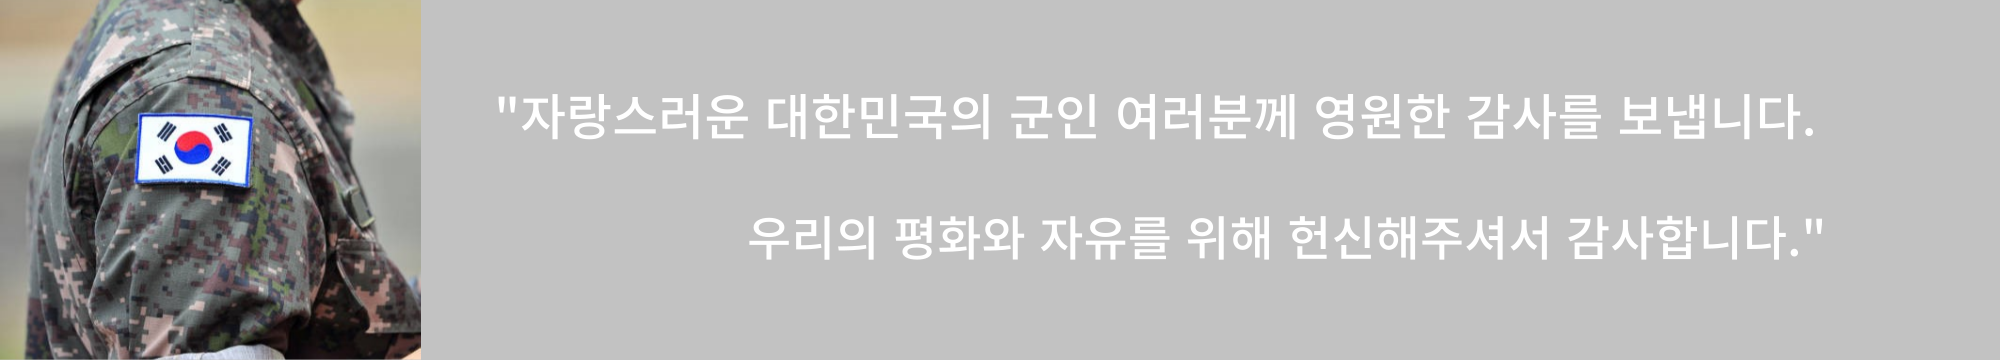 "자랑스러운 대한민국의 군인 여러분께 영원한 감사를 보냅니다.
우리의 평화와 자유를 위해 헌신해주셔서 감사합니다."